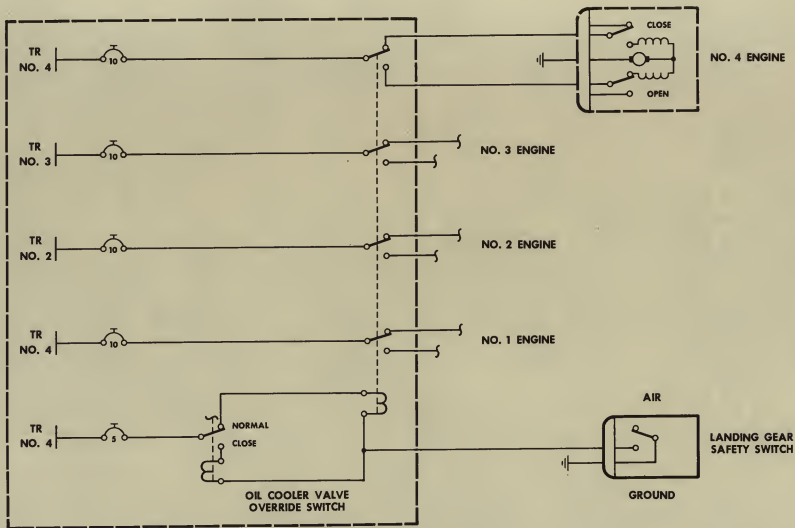 TR
NO. 4
10
CLOSE
OPEN
NO. 4 ENGINE
TR
NO. 3
10
NO. 3 ENGINE
TR
NO. 2
10
NO. 2 ENGINE
TR
NO. 4
10
NO. 1 ENGINE
TR
NO. 4
5
NORMAL
CLOSE
OIL COOLER VALVE
OVERRIDE SWITCH
AIR
LANDING GEAR
SAFETY SWITCH
GROUND